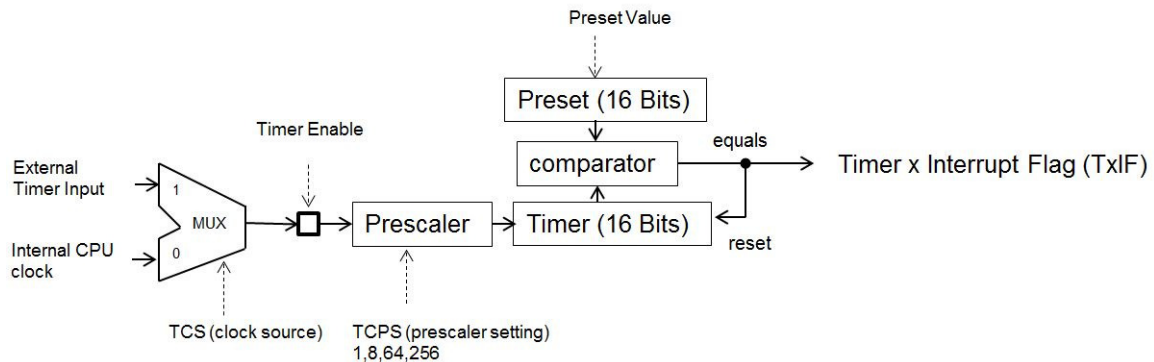 Preset Value
Preset (16 Bits)
Timer Enable
equals
comparator
Timer x Interrupt Flag (TxIF)
External
Timer Input
1
MUX
Prescaler
Timer (16 Bits)
reset
Internal CPU
clock
0
TCS (clock source)
TCPS (prescaler setting)
1,8,64,256